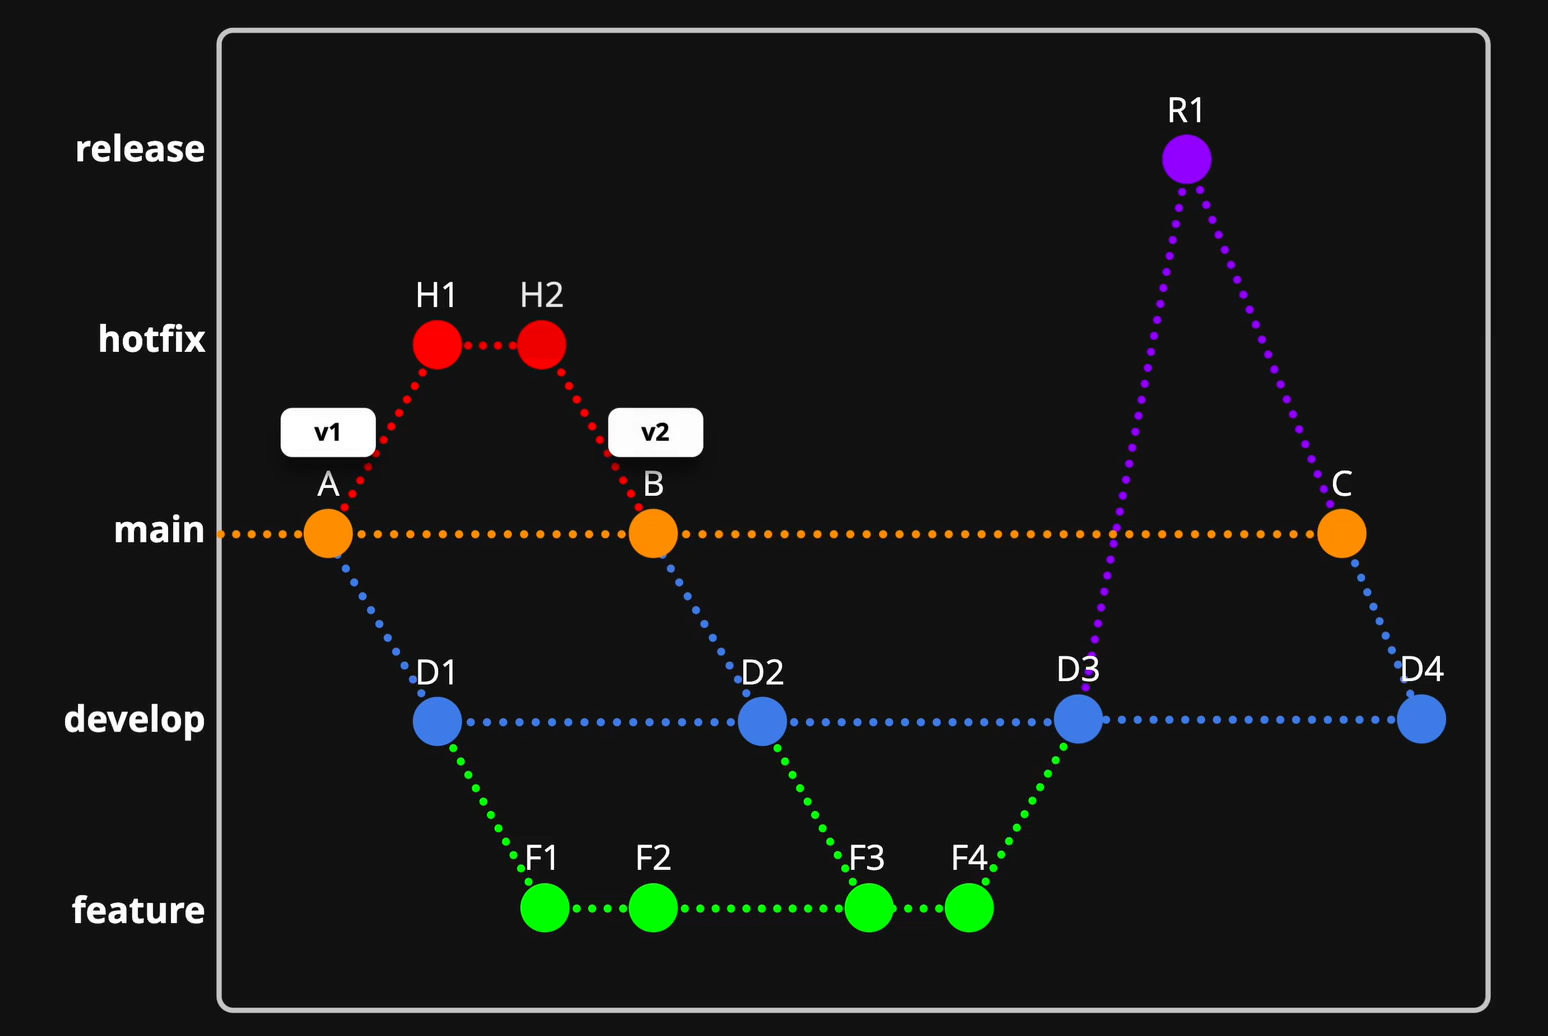 R1
release
H1 H2
hotfix
v1 v2
A B C
main
D1 D2 D3 D4
develop
F1 F2 F3 F4
feature